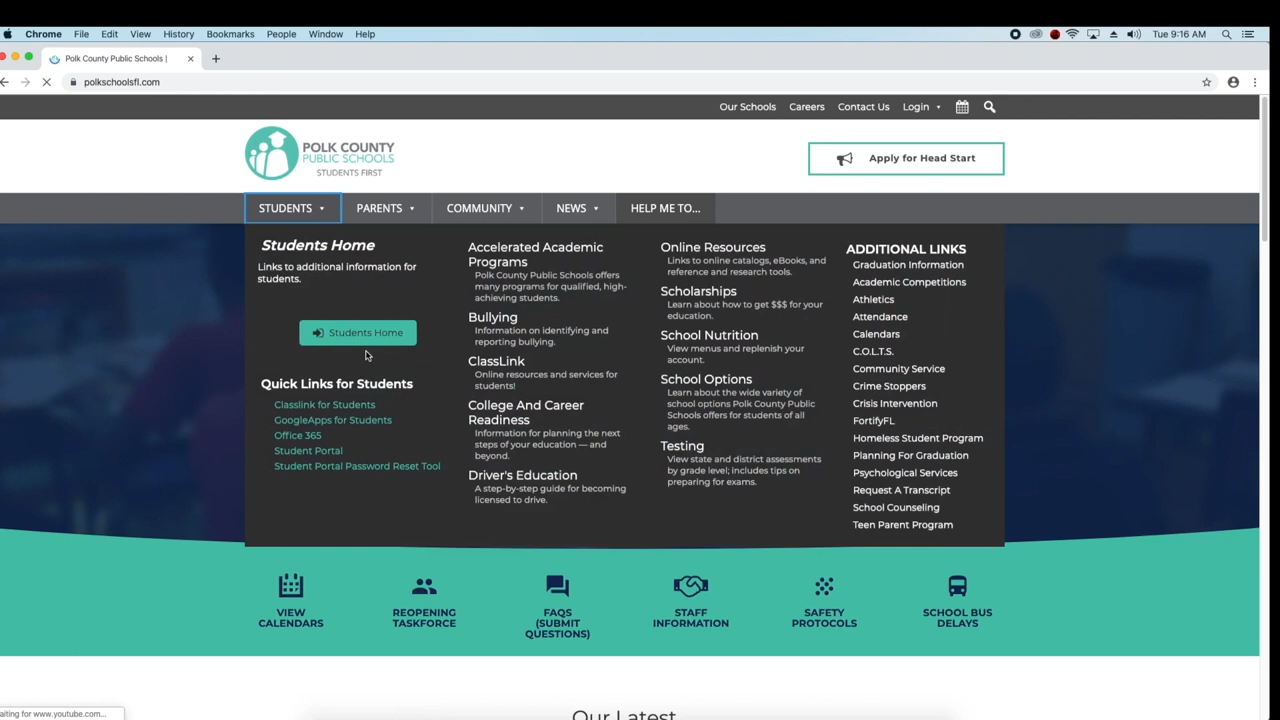 Chrome File Edit View History Bookmarks People Window Help Tue 9:16 AM
Polk County Public Schools |
polkschoolsfl.com
Our Schools Careers Contact Us Login
POLK COUNTY
PUBLIC SCHOOLS
STUDENTS FIRST
Apply for Head Start
STUDENTS PARENTS COMMUNITY NEWS HELP ME TO...
Students Home
Links to additional information for
students.
Students Home
Quick Links for Students
Classlink for Students
GoogleApps for Students
Office 365
Student Portal
Student Portal Password Reset Tool
Accelerated Academic
Programs
Polk County Public Schools offers
many programs for qualified, high-
achieving students.
Bullying
Information on identifying and
reporting bullying.
ClassLink
Online resources and services for
students!
College And Career
Readiness
Information for planning the next
steps of your education — and
beyond.
Driver's Education
A step-by-step guide for becoming
licensed to drive.
Online Resources
Links to online catalogs, eBooks, and
reference and research tools.
Scholarships
Learn about how to get $$$ for your
education.
School Nutrition
View menus and replenish your
account.
School Options
Learn about the wide variety of
school options Polk County Public
Schools offers for students of all
ages.
Testing
View state and district assessments
by grade level; includes tips on
preparing for exams.
ADDITIONAL LINKS
Graduation Information
Academic Competitions
Athletics
Attendance
Calendars
C.O.L.T.S.
Community Service
Crime Stoppers
Crisis Intervention
FortifyFL
Homeless Student Program
Planning For Graduation
Psychological Services
Request A Transcript
School Counseling
Teen Parent Program
VIEW
CALENDARS
REOPENING
TASKFORCE
FAQS
(SUBMIT
QUESTIONS)
STAFF
INFORMATION
SAFETY
PROTOCOLS
SCHOOL BUS
DELAYS
Our Latest
aiting for www.youtube.com...